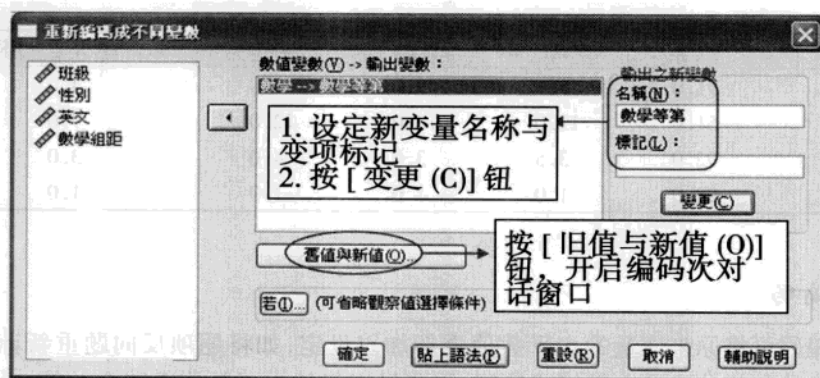 重新編碼成不同變數
班級
性別
英文
數學組距
數值變數(V) -> 輸出變數：
數學 --> 數學等第
輸出之新變數
名稱(N)：
數學等第
標記(L)：
變更(C)
1. 设定新变量名称与
变项标记
2. 按 [ 变更 (C)] 钮
舊值與新值(O)...
按 [ 旧值与新值 (O)]
钮，开启编码次对
话窗口
若(I)... (可省略觀察值選擇條件)
確定
貼上語法(P)
重設(R)
取消
輔助說明